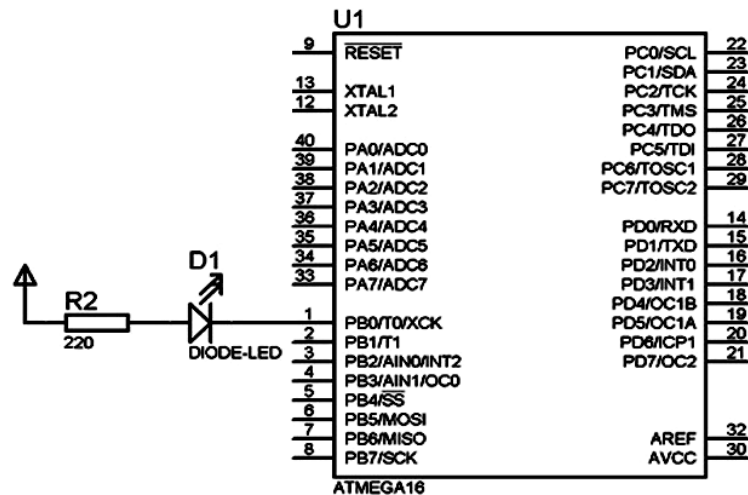 U1
9 RESET
13 XTAL1
12 XTAL2
40 PA0/ADC0
39 PA1/ADC1
38 PA2/ADC2
37 PA3/ADC3
36 PA4/ADC4
35 PA5/ADC5
34 PA6/ADC6
33 PA7/ADC7
1 PB0/T0/XCK
2 PB1/T1
3 PB2/AIN0/INT2
4 PB3/AIN1/OC0
5 PB4/SS
6 PB5/MOSI
7 PB6/MISO
8 PB7/SCK
PC0/SCL 22
PC1/SDA 23
PC2/TCK 24
PC3/TMS 25
PC4/TDO 26
PC5/TDI 27
PC6/TOSC1 28
PC7/TOSC2 29
PD0/RXD 14
PD1/TXD 15
PD2/INT0 16
PD3/INT1 17
PD4/OC1B 18
PD5/OC1A 19
PD6/ICP1 20
PD7/OC2 21
AREF 32
AVCC 30
ATMEGA16
R2
220
D1
DIODE-LED